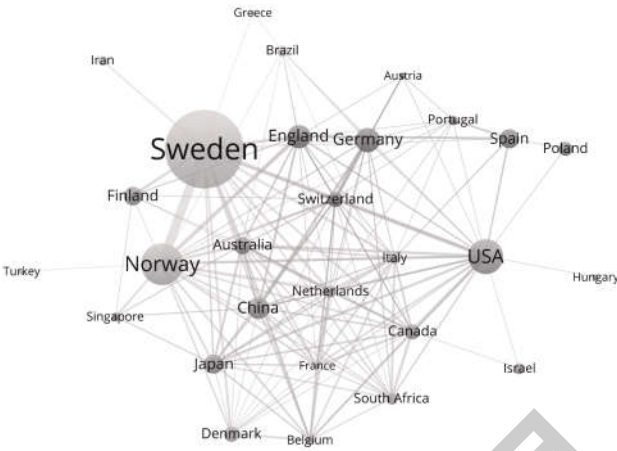 Greece
Brazil
Iran
Austria
Portugal
England
Germany
Spain
Sweden
Poland
Finland
Switzerland
Australia
Norway
Italy
USA
Turkey
Hungary
Netherlands
China
Singapore
Canada
Japan
France
Israel
South Africa
Denmark
Belgium